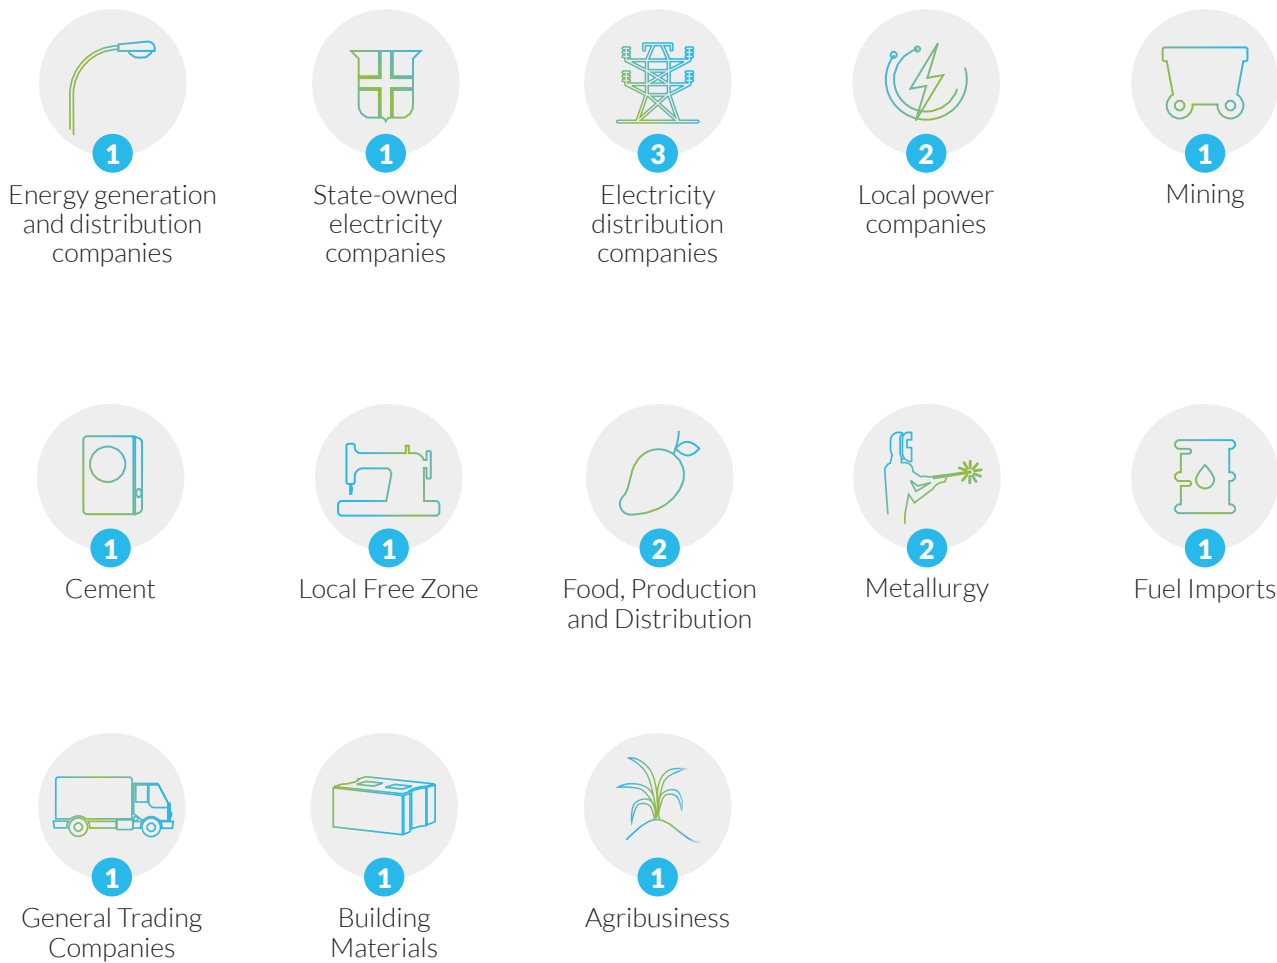 1
Energy generation
and distribution
companies
1
State-owned
electricity
companies
3
Electricity
distribution
companies
2
Local power
companies
1
Mining
1
Cement
1
Local Free Zone
2
Food, Production
and Distribution
2
Metallurgy
1
Fuel Imports
1
General Trading
Companies
1
Building
Materials
1
Agribusiness